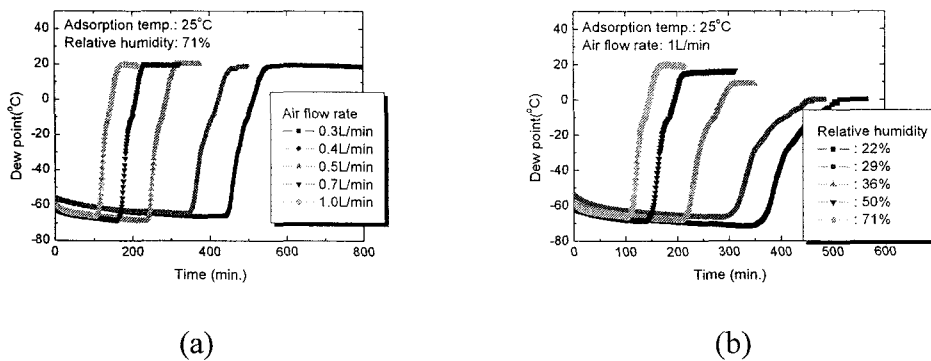 Adsorption temp.: 25°C
Relative humidity: 71%
Dew point(°C)
40
20
0
-20
-40
-60
-80
0
200
400
600
800
Time (min.)
Air flow rate
0.3L/min
0.4L/min
0.5L/min
0.7L/min
1.0L/min
(a)
Adsorption temp.: 25°C
Air flow rate: 1L/min
Dew point(°C)
40
20
0
-20
-40
-60
-80
0
100
200
300
400
500
600
700
Time (min.)
Relative humidity
: 22%
: 29%
: 36%
: 50%
: 71%
(b)